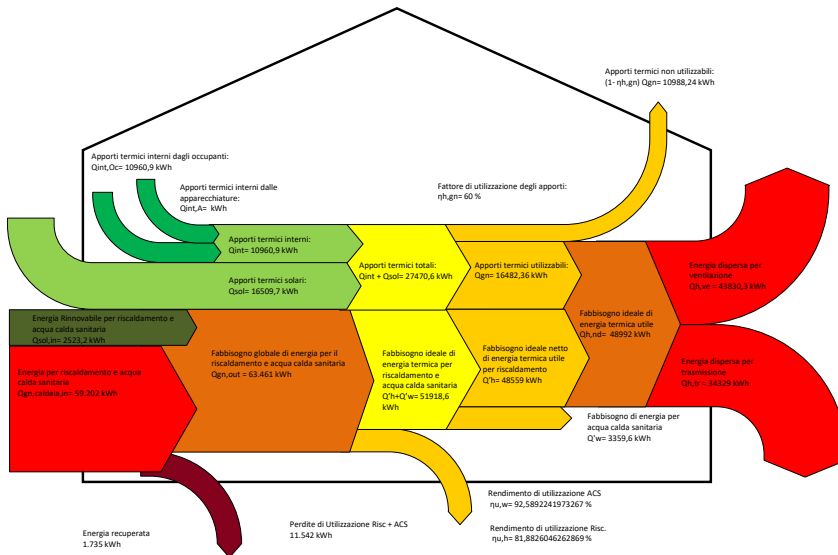 Apporti termici non utilizzabili:
(1- ηh,gn) Qgn= 10988,24 kWh
Apporti termici interni dagli occupanti:
Qint,Oc= 10960,9 kWh
Apporti termici interni dalle
apparecchiature:
Qint,A= kWh
Fattore di utilizzazione degli apporti:
ηh,gn= 60 %
Apporti termici interni:
Qint= 10960,9 kWh
Apporti termici solari:
Qsol= 16509,7 kWh
Apporti termici totali:
Qint + Qsol= 27470,6 kWh
Apporti termici utilizzabili:
Qgn= 16482,36 kWh
Energia dispersa per
ventilazione
Qh,ve = 43830,3 kWh
Fabbisogno ideale di
energia termica utile
Qh,nd= 48992 kWh
Energia Rinnovabile per riscaldamento e
acqua calda sanitaria
Qsol,in= 2523,2 kWh
Energia per riscaldamento e acqua
calda sanitaria
Qgn,caldaia,in= 59.202 kWh
Fabbisogno globale di energia per il
riscaldamento e acqua calda sanitaria
Qgn,out = 63.461 kWh
Fabbisogno ideale di
energia termica per
riscaldamento e
acqua calda sanitaria
Q’h+Q’w= 51918,6
kWh
Fabbisogno ideale netto
di energia termica utile
per riscaldamento
Q’h= 48559 kWh
Energia dispersa per
trasmissione
Qh,tr = 34329 kWh
Fabbisogno di energia per
acqua calda sanitaria
Q’w= 3359,6 kWh
Rendimento di utilizzazione ACS
ηu,w= 92,5892241973267 %
Rendimento di utilizzazione Risc.
ηu,h= 81,8826046262869 %
Perdite di Utilizzazione Risc + ACS
11.542 kWh
Energia recuperata
1.735 kWh